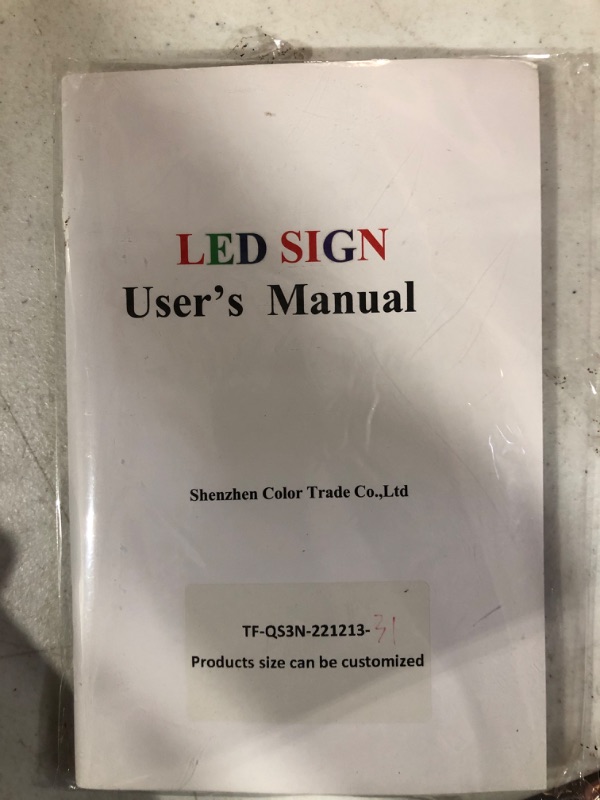 LED SIGN
User's Manual
Shenzhen Color Trade Co.,Ltd
TF-QS3N-221213-31
Products size can be customized